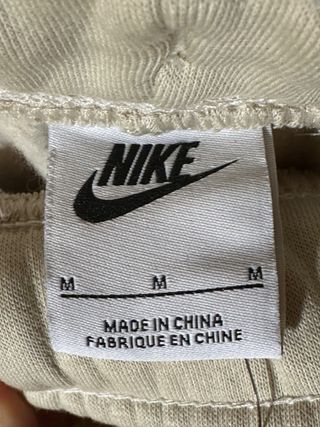 NIKE
M M M
MADE IN CHINA
FABRIQUE EN CHINE